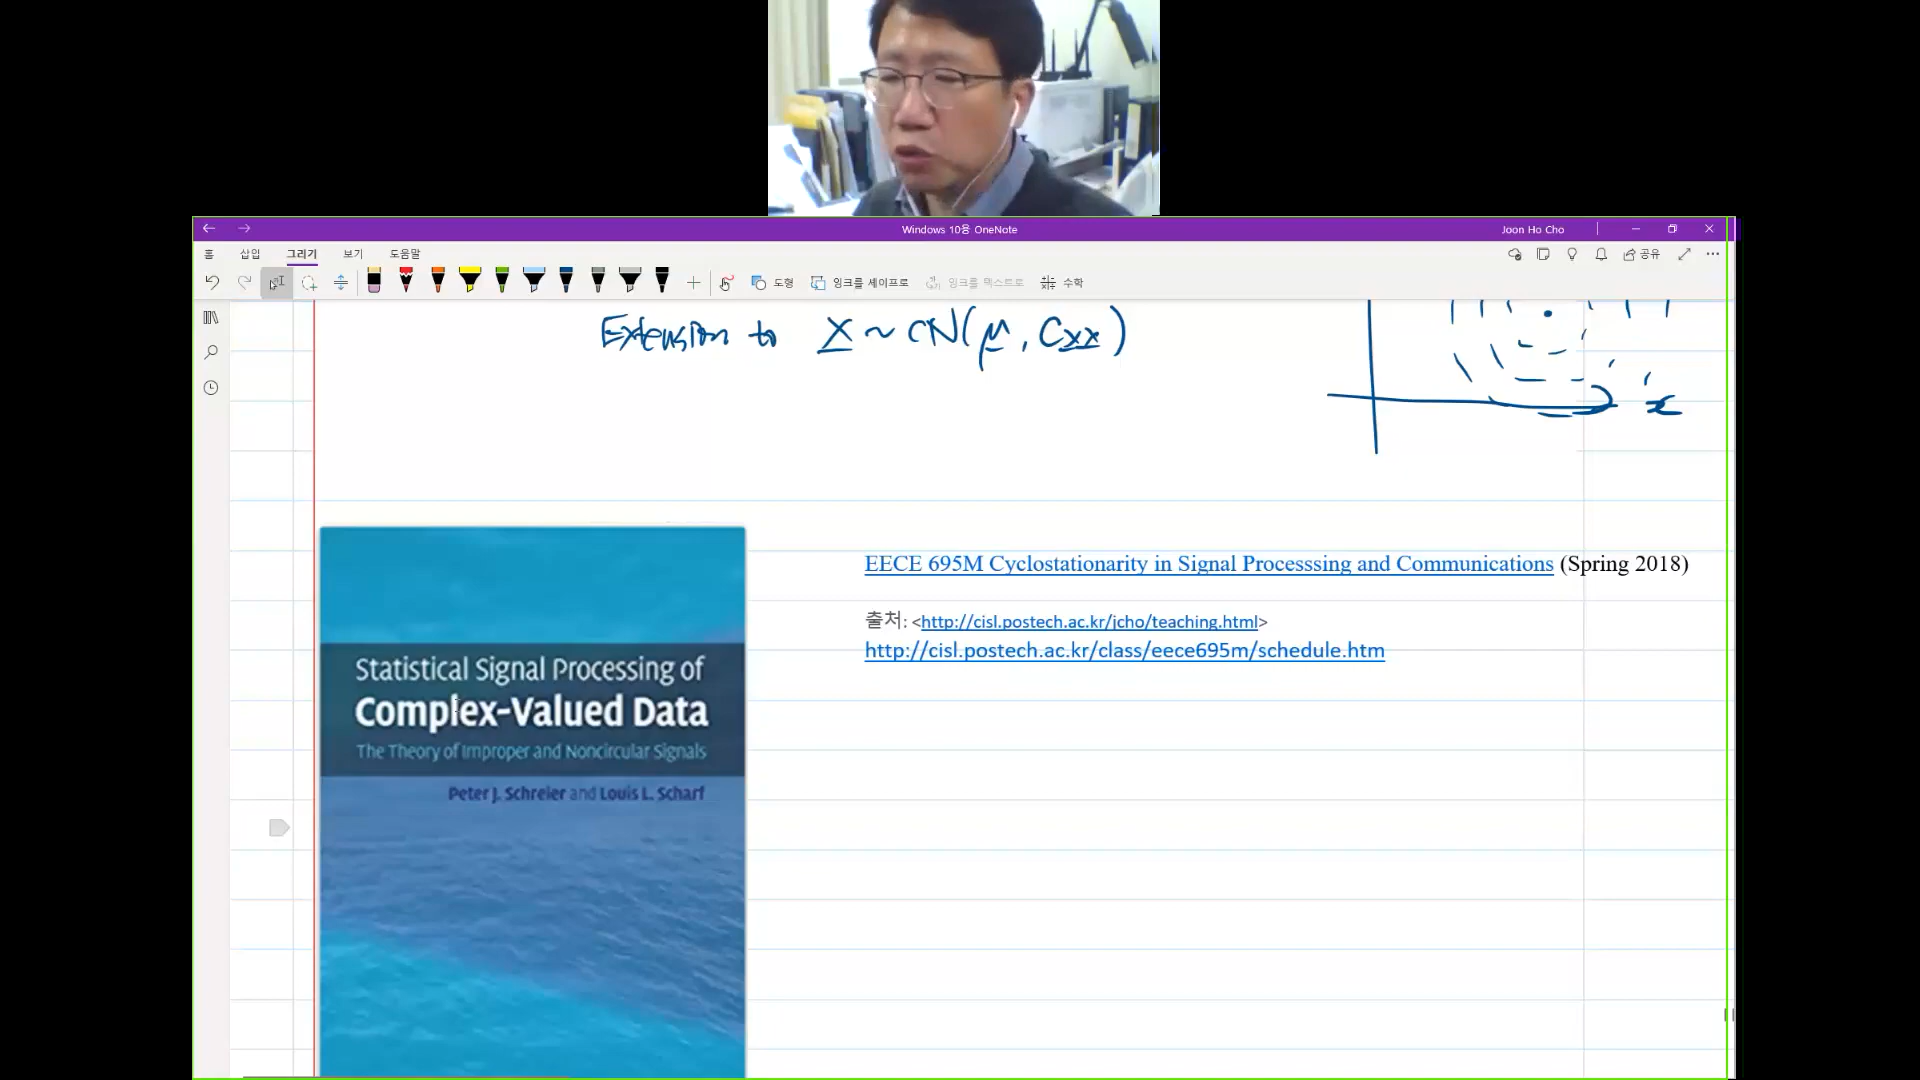 Windows 10용 OneNote
Joon Ho Cho
홈 삽입 그리기 보기 도움말
공유
도형 잉크를 셰이프로 잉크를 텍스트로 수학
Extension to X ~ CN(μ, Cxx)
x
EECE 695M Cyclostationarity in Signal Processsing and Communications (Spring 2018)
출처: <http://cisl.postech.ac.kr/jcho/teaching.html>
http://cisl.postech.ac.kr/class/eece695m/schedule.htm
Statistical Signal Processing of
Complex-Valued Data
The Theory of Improper and Noncircular Signals
Peter J. Schreier and Louis L. Scharf